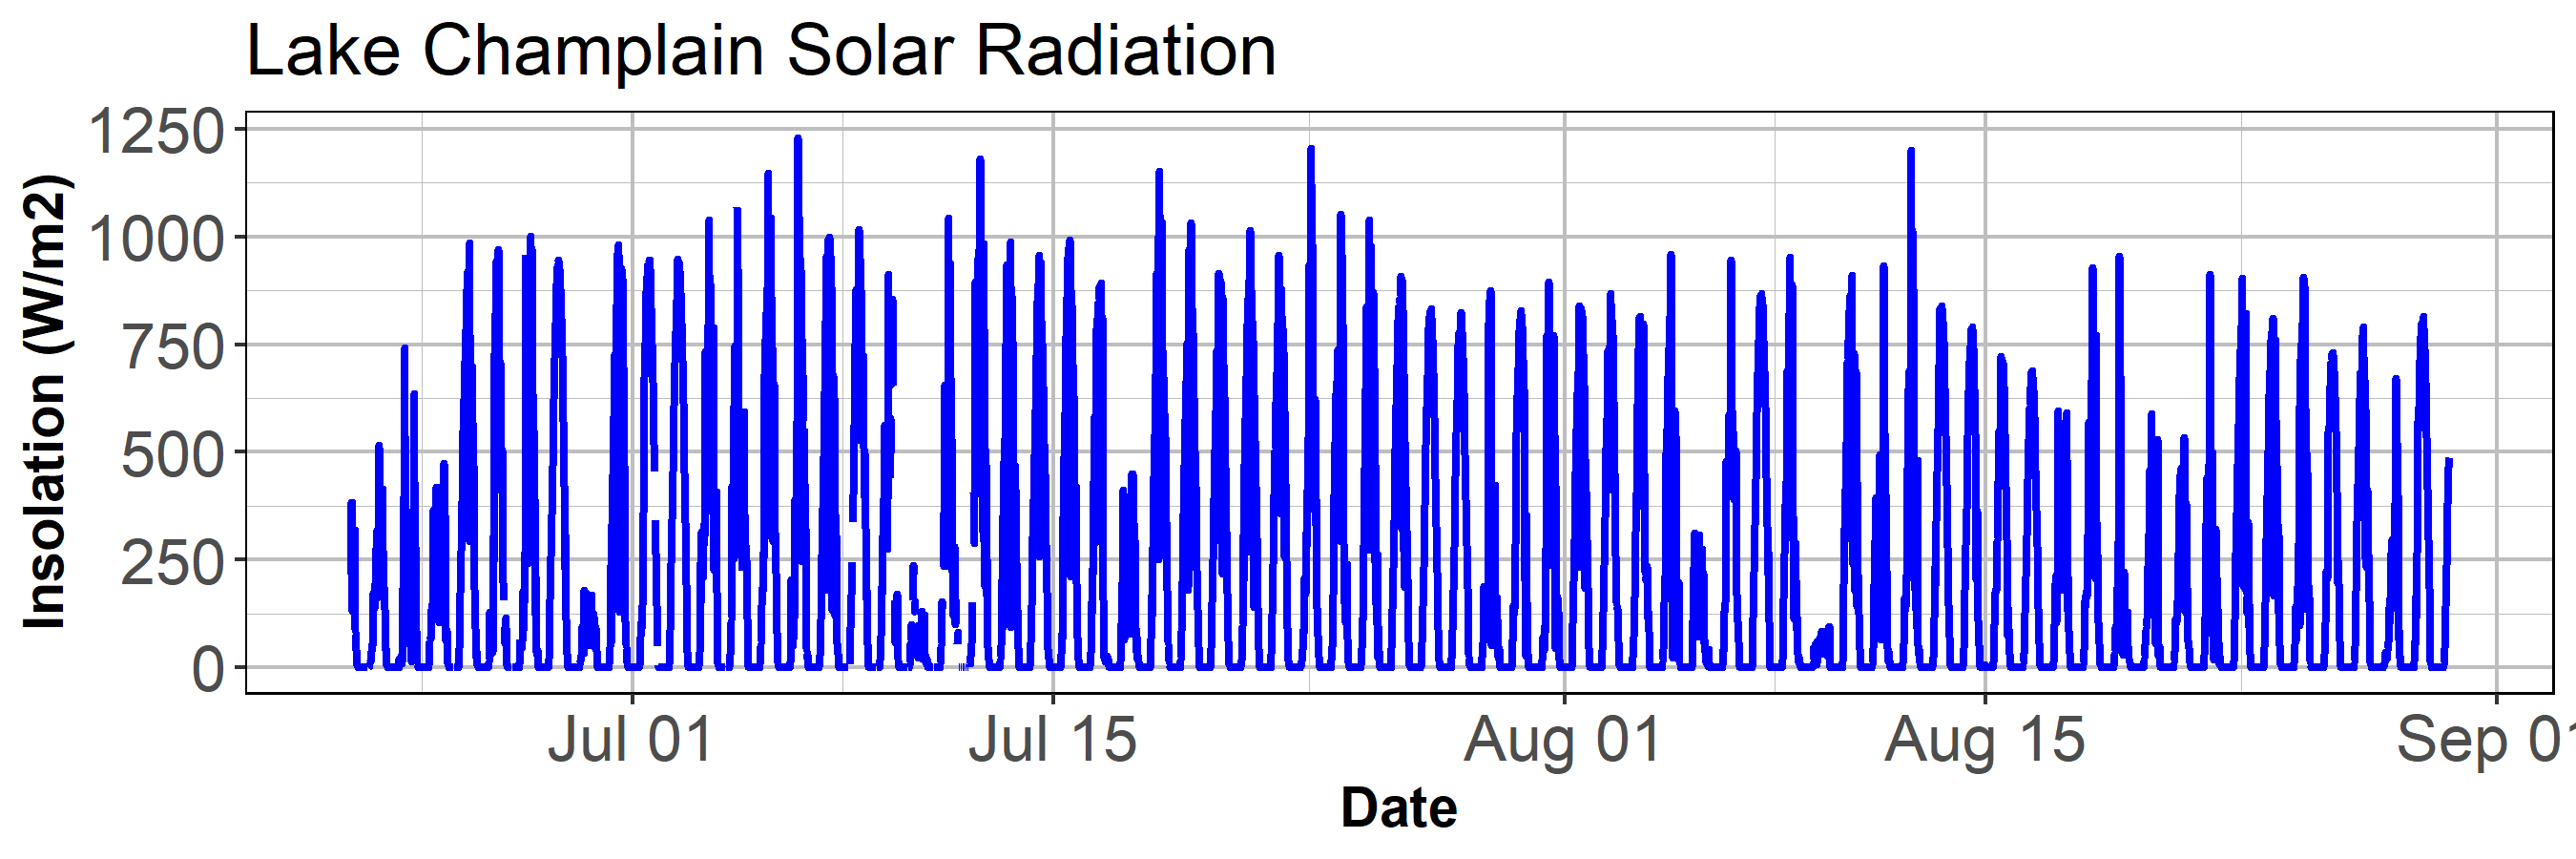 Lake Champlain Solar Radiation
Insolation (W/m2)
1250
1000
750
500
250
0
Jul 01 Jul 15 Aug 01 Aug 15 Sep 01
Date